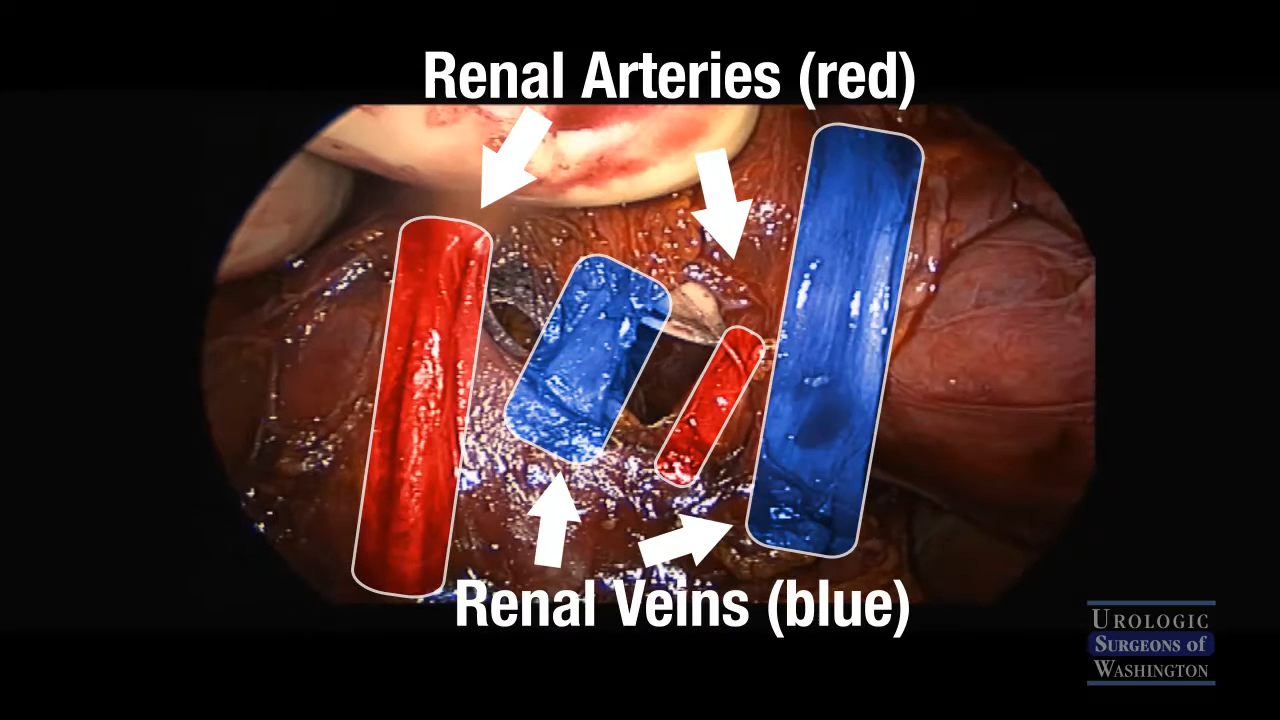 Renal Arteries (red)
Renal Veins (blue)
UROLOGIC
SURGEONS of
WASHINGTON